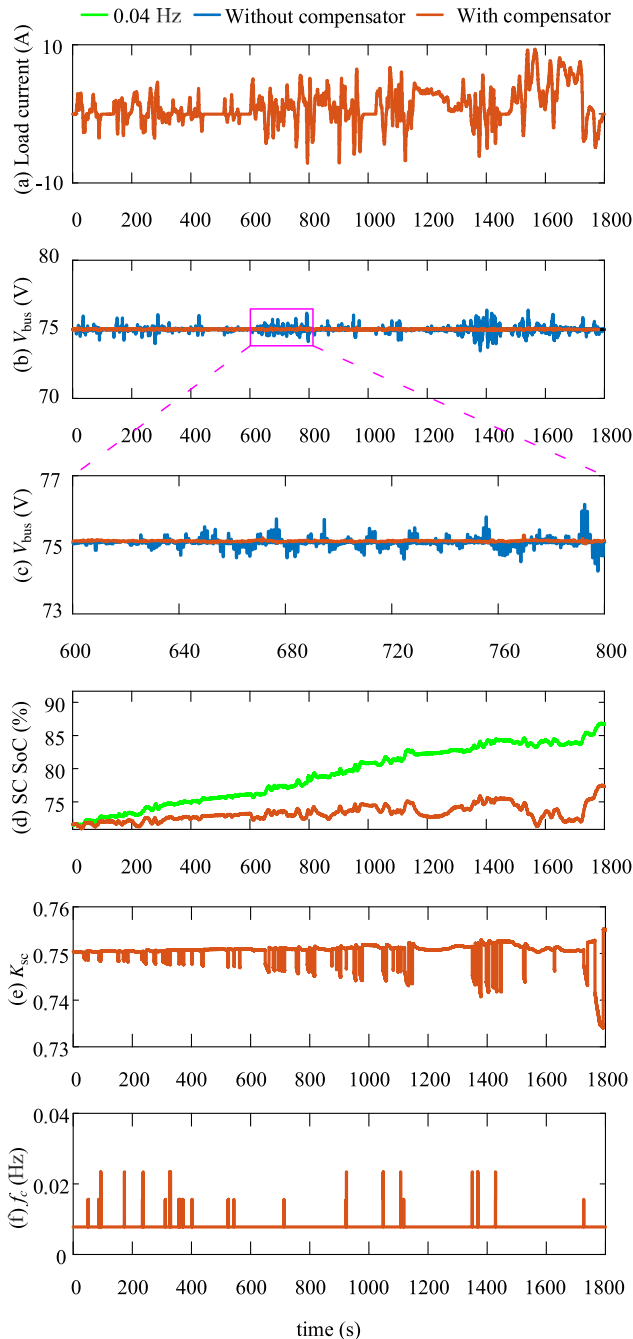 0.04 Hz Without compensator With compensator
(a) Load current (A)
10
-10
0 200 400 600 800 1000 1200 1400 1600 1800
(b) Vbus (V)
80
75
70
0 200 400 600 800 1000 1200 1400 1600 1800
(c) Vbus (V)
77
75
73
600 640 680 720 760 800
(d) SC SoC (%)
90
85
80
75
0 200 400 600 800 1000 1200 1400 1600 1800
(e) Ksc
0.76
0.75
0.74
0.73
0 200 400 600 800 1000 1200 1400 1600 1800
(f) fc (Hz)
0.04
0.02
0
0 200 400 600 800 1000 1200 1400 1600 1800
time (s)